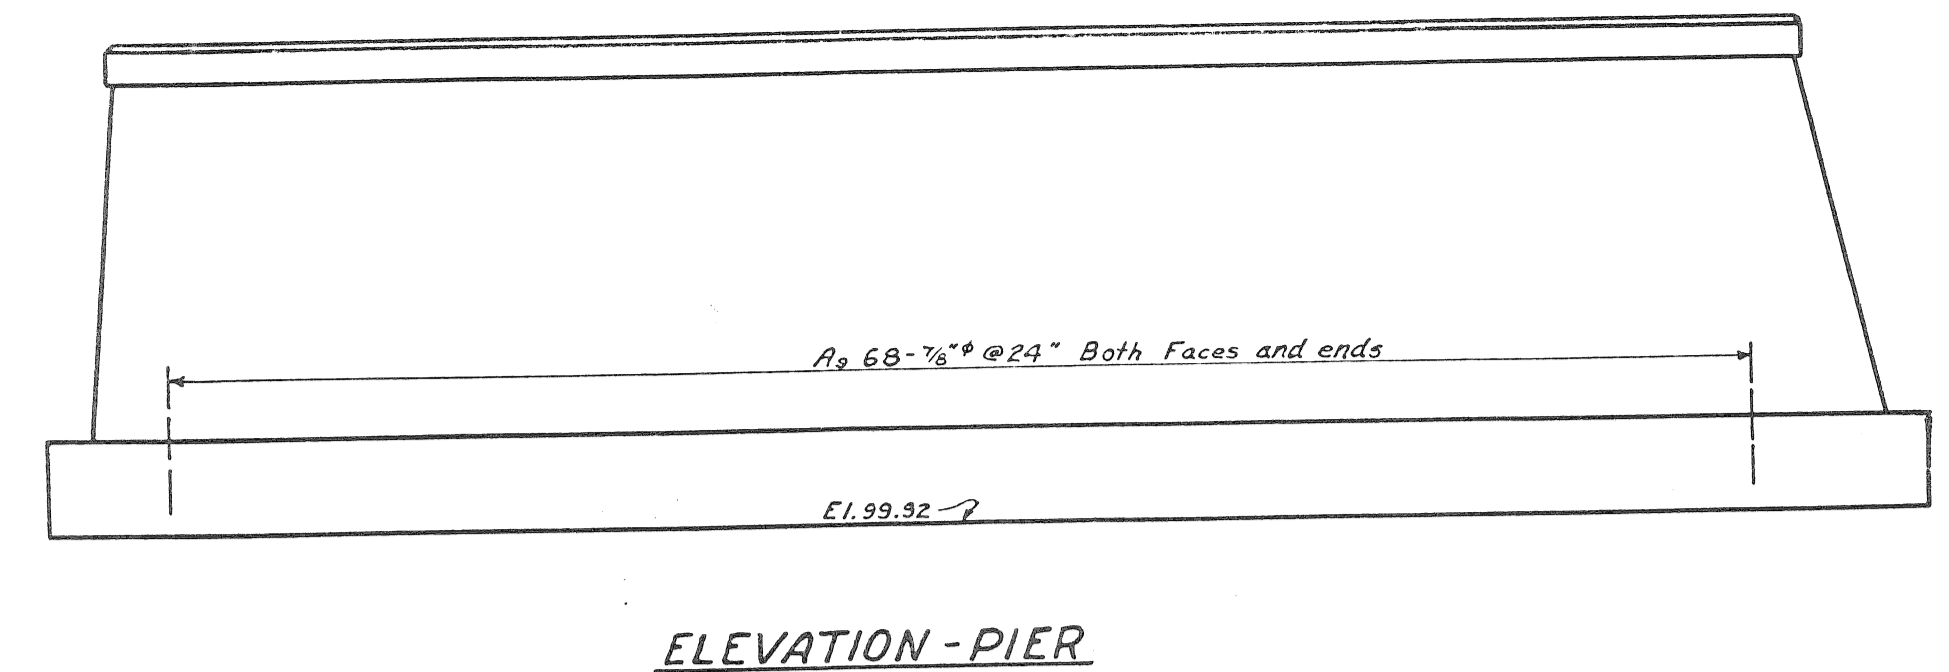 A9 68-7/8"φ @24" Both Faces and ends
El. 99.92
ELEVATION - PIER